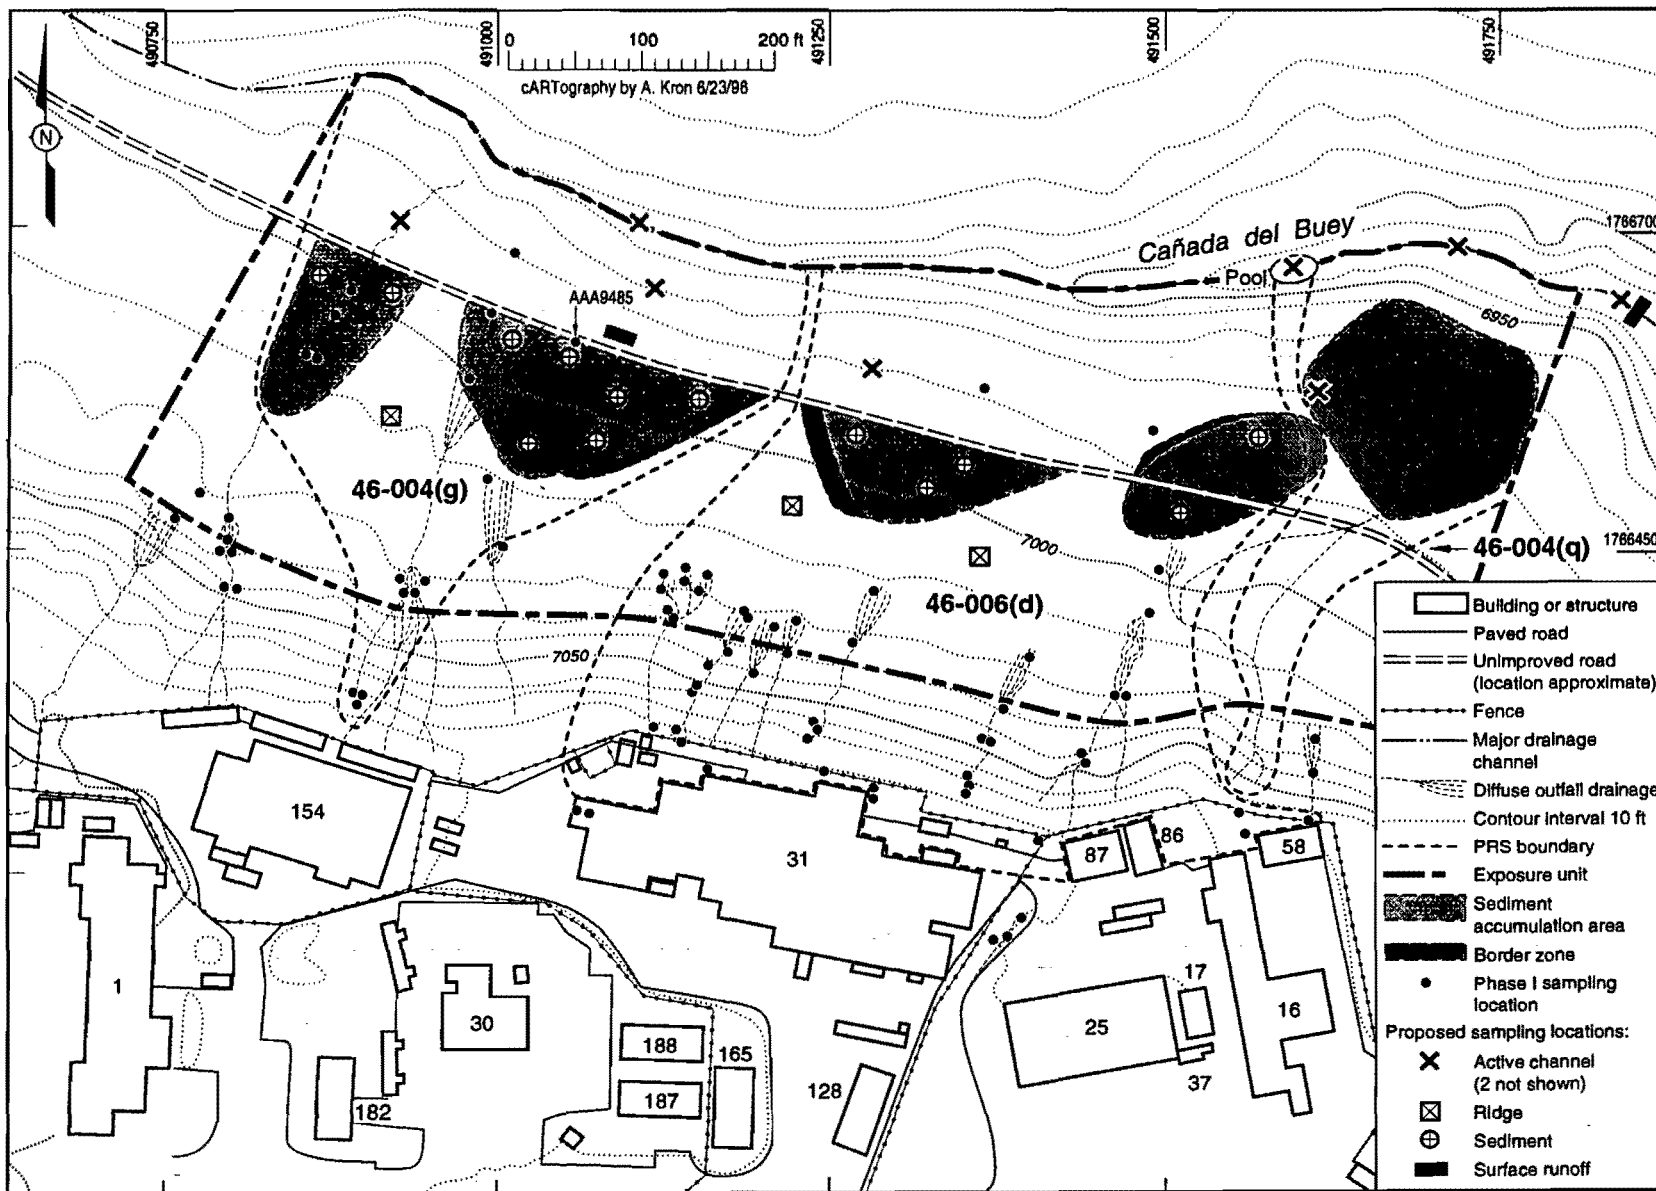 490750
491000
491250
491500
491750
0 100 200 ft
cARTography by A. Kron 6/23/98
N
1766700
Cañada del Buey
Pool
AAA9485
6950
46-004(g)
7000
46-004(q)
1766450
46-006(d)
7050
154
31
87
86
58
1
30
188
165
187
182
128
25
17
16
37
Building or structure
Paved road
Unimproved road
(location approximate)
Fence
Major drainage
channel
Diffuse outfall drainage
Contour interval 10 ft
PRS boundary
Exposure unit
Sediment
accumulation area
Border zone
Phase I sampling
location
Proposed sampling locations:
Active channel
(2 not shown)
Ridge
Sediment
Surface runoff